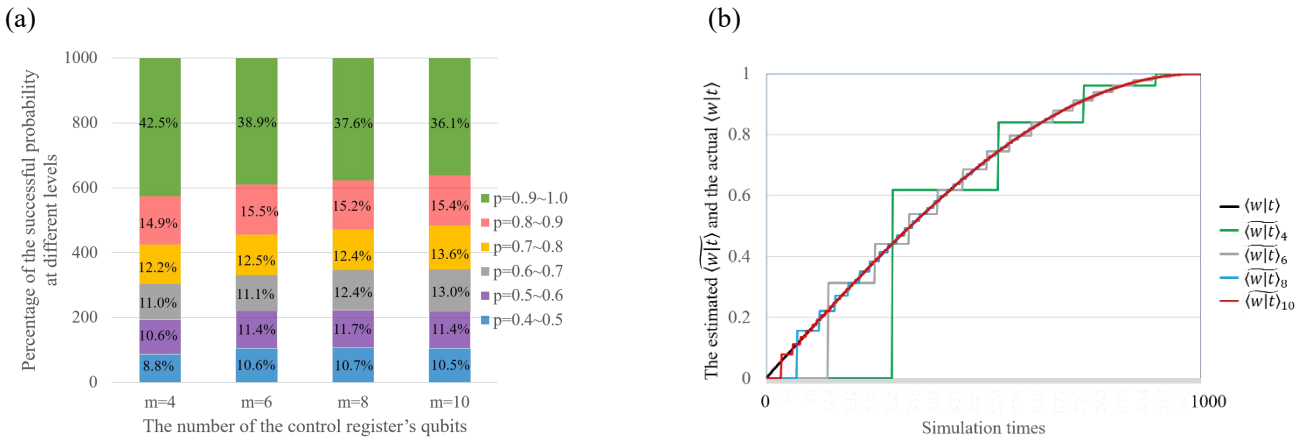 (a)
Percentage of the successful probability
at different levels
1000
800
600
400
200
0
42.5% 38.9% 37.6% 36.1%
14.9% 15.5% 15.2% 15.4%
12.2% 12.5% 12.4% 13.6%
11.0% 11.1% 12.4% 13.0%
10.6% 11.4% 11.7% 11.4%
8.8% 10.6% 10.7% 10.5%
m=4 m=6 m=8 m=10
The number of the control register's qubits
p=0.9~1.0
p=0.8~0.9
p=0.7~0.8
p=0.6~0.7
p=0.5~0.6
p=0.4~0.5
(b)
The estimated ⟨w|t⟩̃ and the actual ⟨w|t⟩
1
0.8
0.6
0.4
0.2
0
0 1000
Simulation times
⟨w|t⟩
⟨w|t⟩̃₄
⟨w|t⟩̃₆
⟨w|t⟩̃₈
⟨w|t⟩̃₁₀